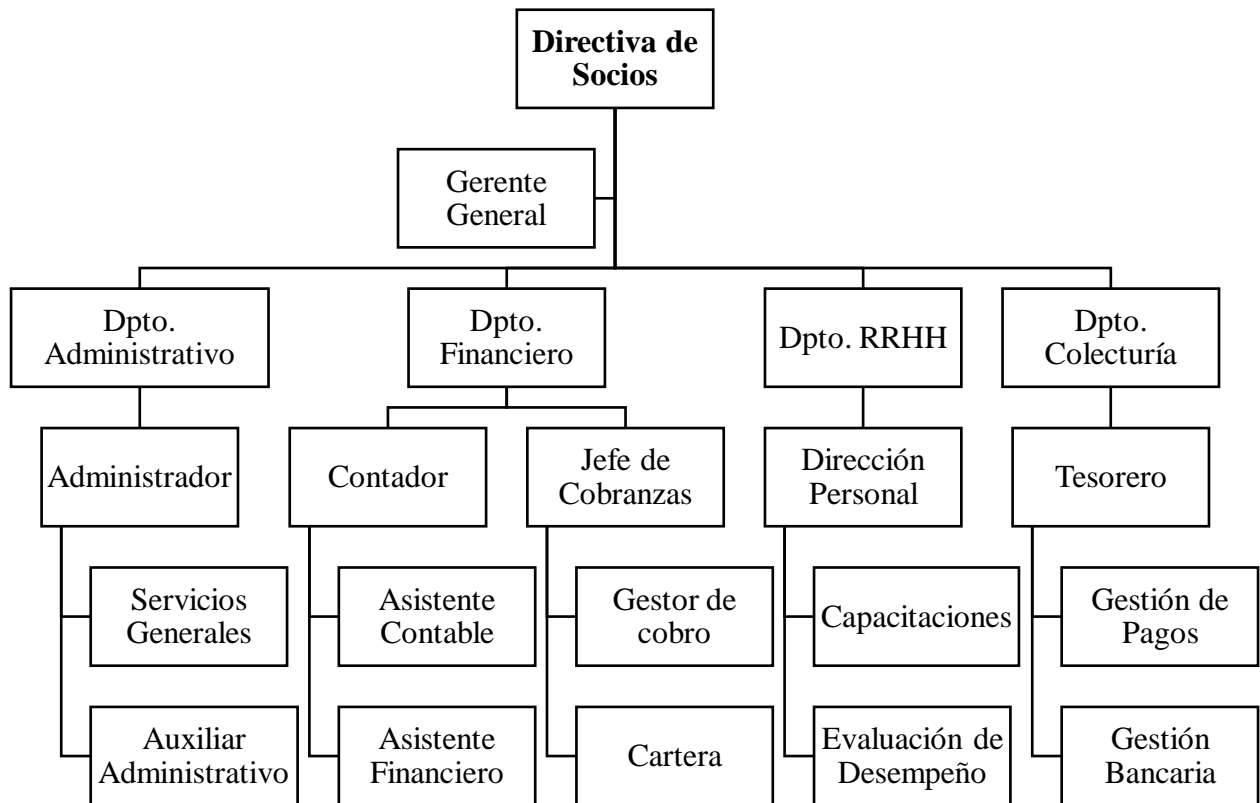 Directiva de
Socios
Gerente
General
Dpto.
Administrativo
Dpto.
Financiero
Dpto. RRHH
Dpto.
Colecturía
Administrador
Contador
Jefe de
Cobranzas
Dirección
Personal
Tesorero
Servicios
Generales
Asistente
Contable
Gestor de
cobro
Capacitaciones
Gestión de
Pagos
Auxiliar
Administrativo
Asistente
Financiero
Cartera
Evaluación de
Desempeño
Gestión
Bancaria